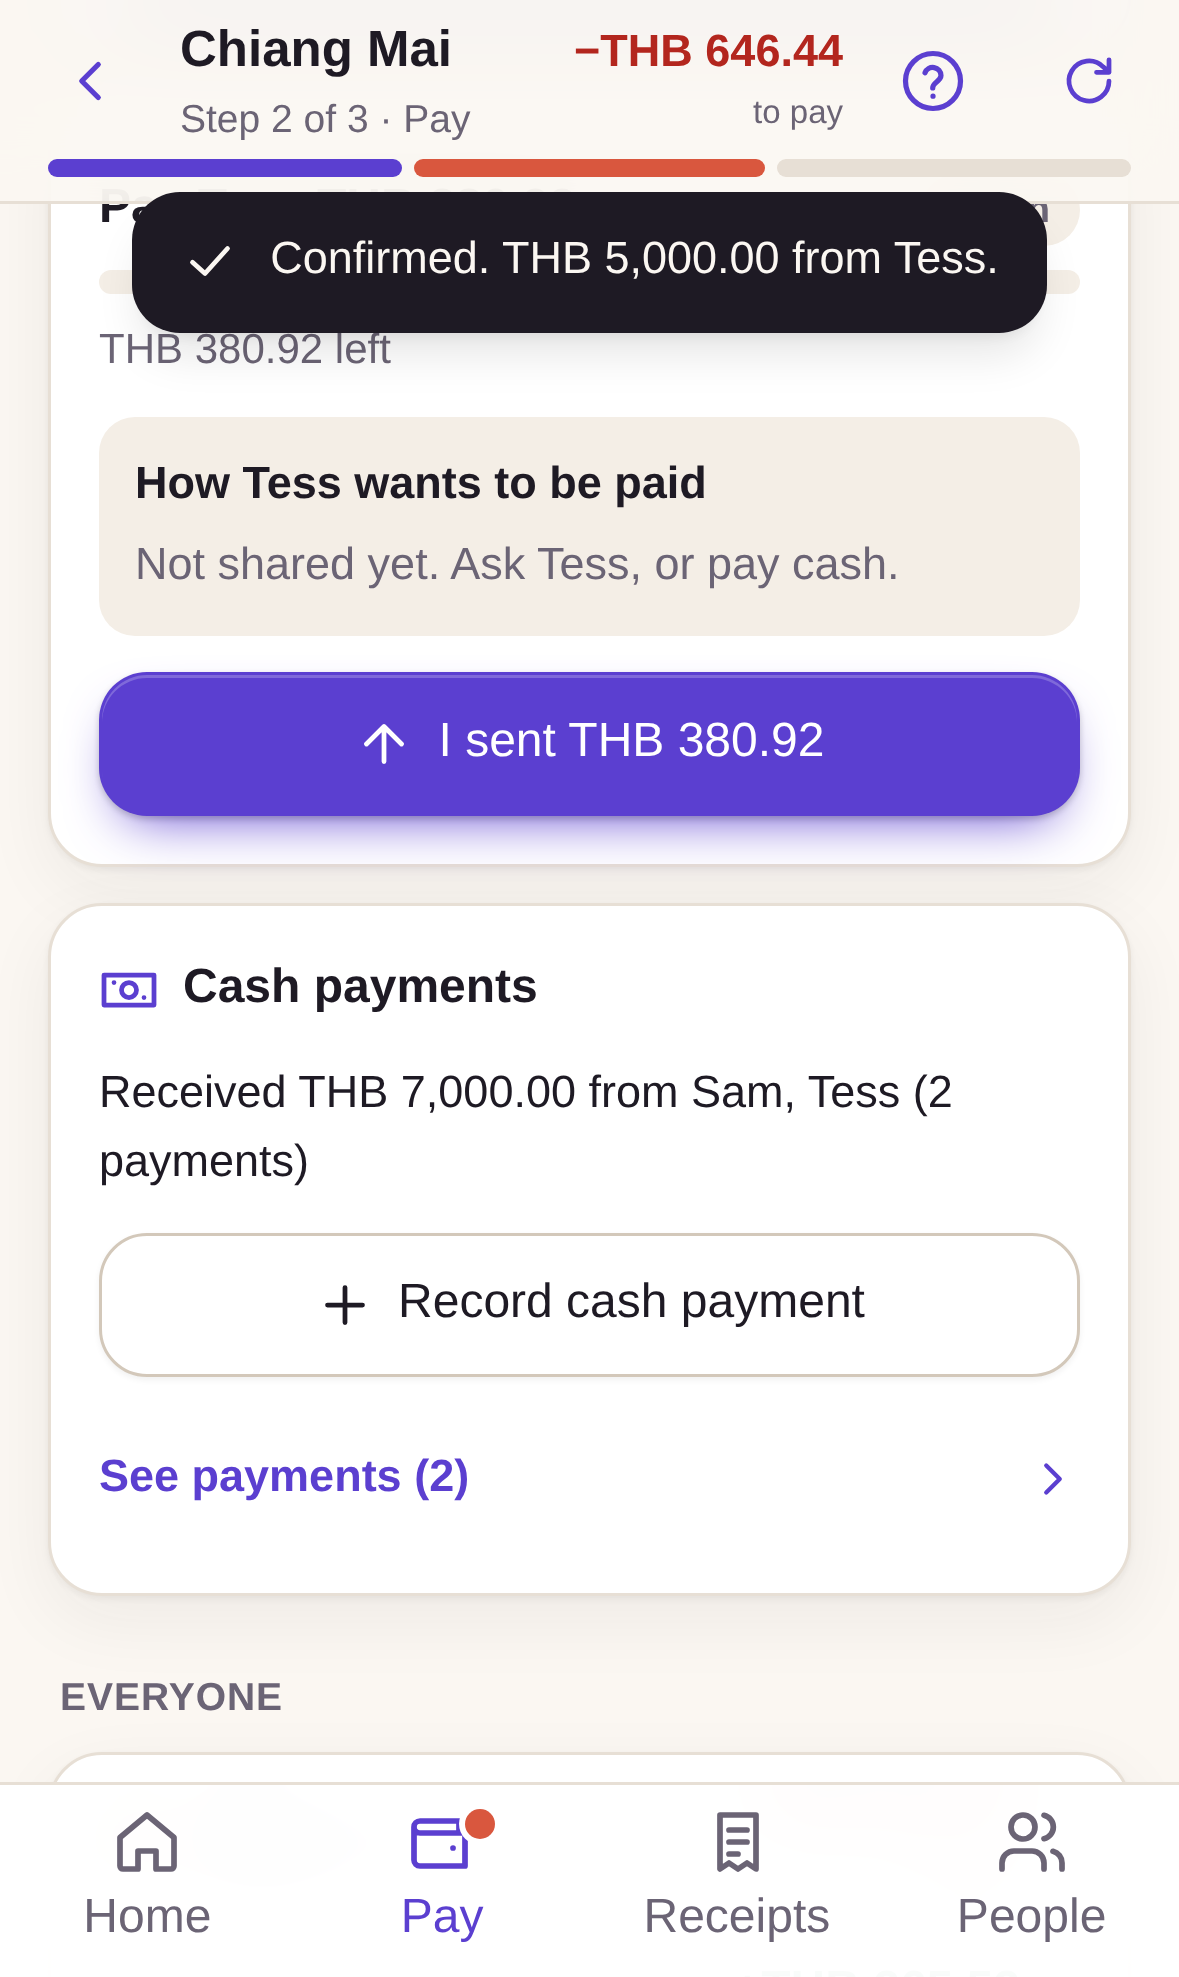 Chiang Mai
−THB 646.44
Step 2 of 3 · Pay
to pay
Confirmed. THB 5,000.00 from Tess.
THB 380.92 left
How Tess wants to be paid
Not shared yet. Ask Tess, or pay cash.
I sent THB 380.92
Cash payments
Received THB 7,000.00 from Sam, Tess (2
payments)
Record cash payment
See payments (2)
EVERYONE
Home
Pay
Receipts
People